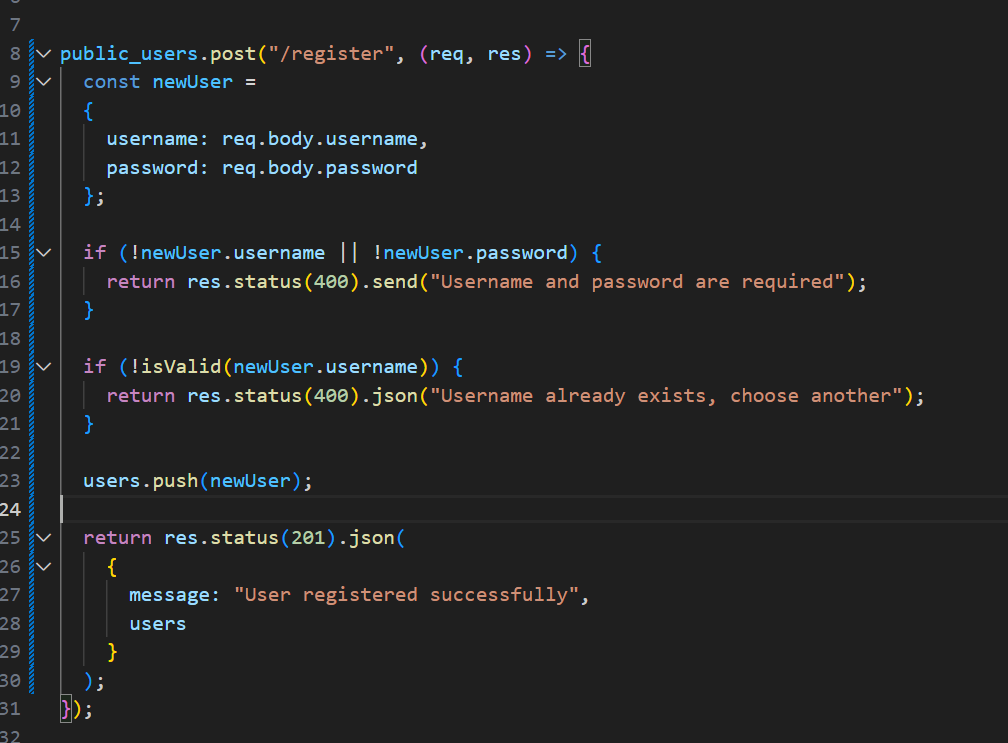 7
8 public_users.post("/register", (req, res) => {
9 const newUser =
10 {
11 username: req.body.username,
12 password: req.body.password
13 };
14
15 if (!newUser.username || !newUser.password) {
16 return res.status(400).send("Username and password are required");
17 }
18
19 if (!isValid(newUser.username)) {
20 return res.status(400).json("Username already exists, choose another");
21 }
22
23 users.push(newUser);
24
25 return res.status(201).json(
26 {
27 message: "User registered successfully",
28 users
29 }
30 );
31 });
32